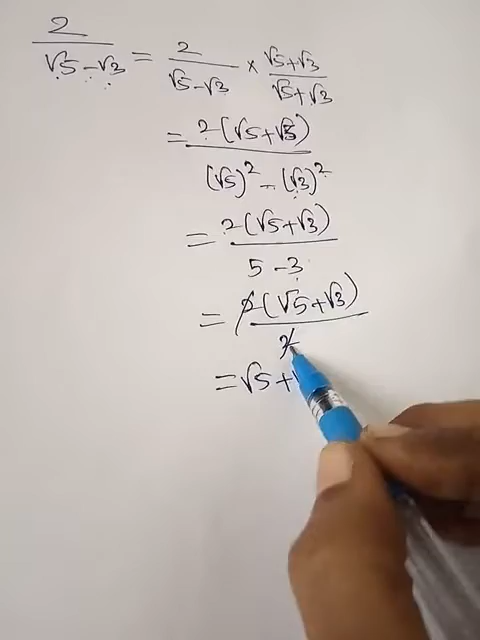 2/(√5-√3) = 2/(√5-√3) × (√5+√3)/(√5+√3)
= 2(√5+√3)/((√5)²-(√3)²)
= 2(√5+√3)/(5-3)
= 2(√5+√3)/2
= √5+